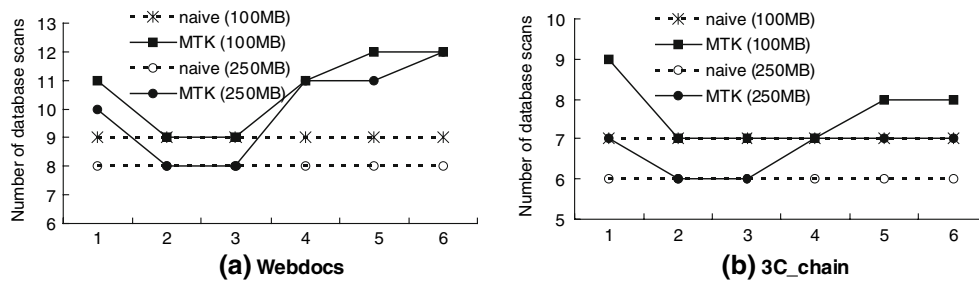 Number of database scans
13
12
11
10
9
8
7
6
naive (100MB)
MTK (100MB)
naive (250MB)
MTK (250MB)
1 2 3 4 5 6
(a) Webdocs
Number of database scans
10
9
8
7
6
5
naive (100MB)
MTK (100MB)
naive (250MB)
MTK (250MB)
1 2 3 4 5 6
(b) 3C_chain